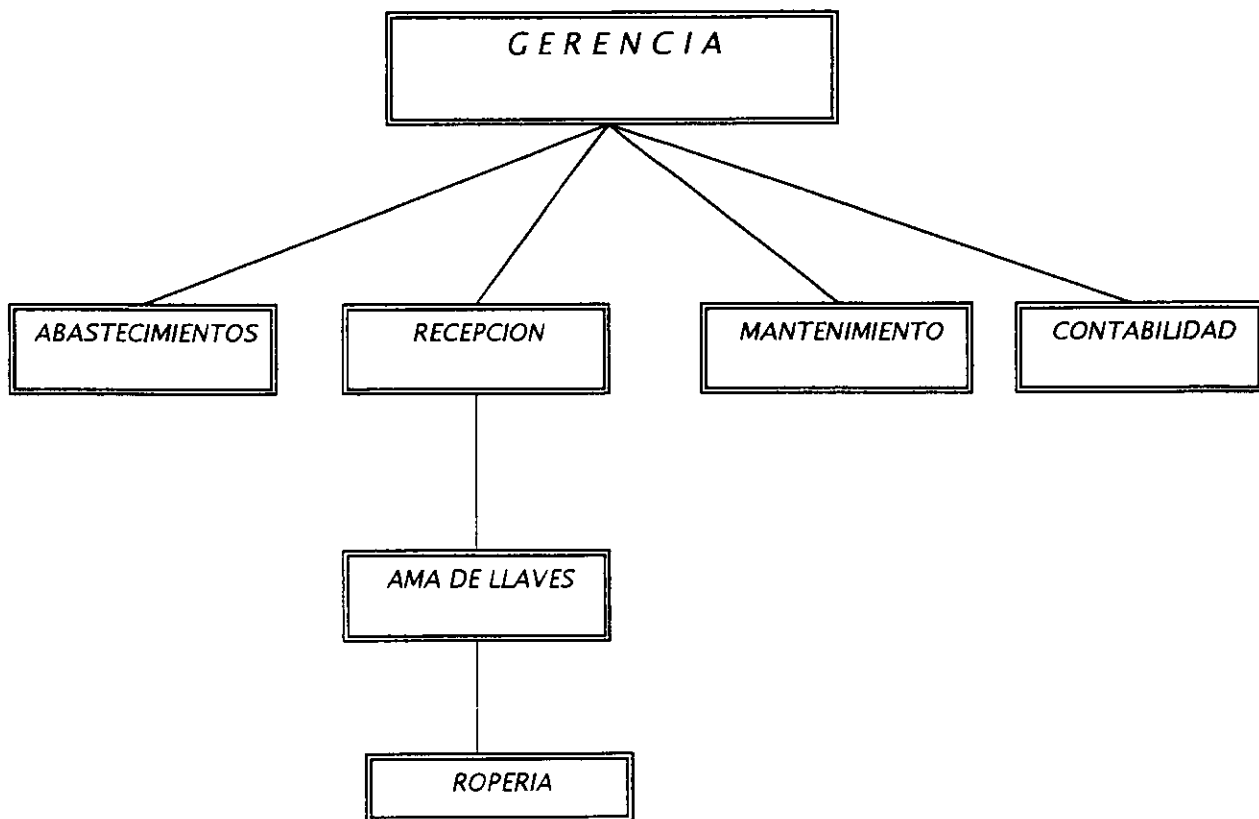 GERENCIA
ABASTECIMIENTOS
RECEPCION
MANTENIMIENTO
CONTABILIDAD
AMA DE LLAVES
ROPERIA